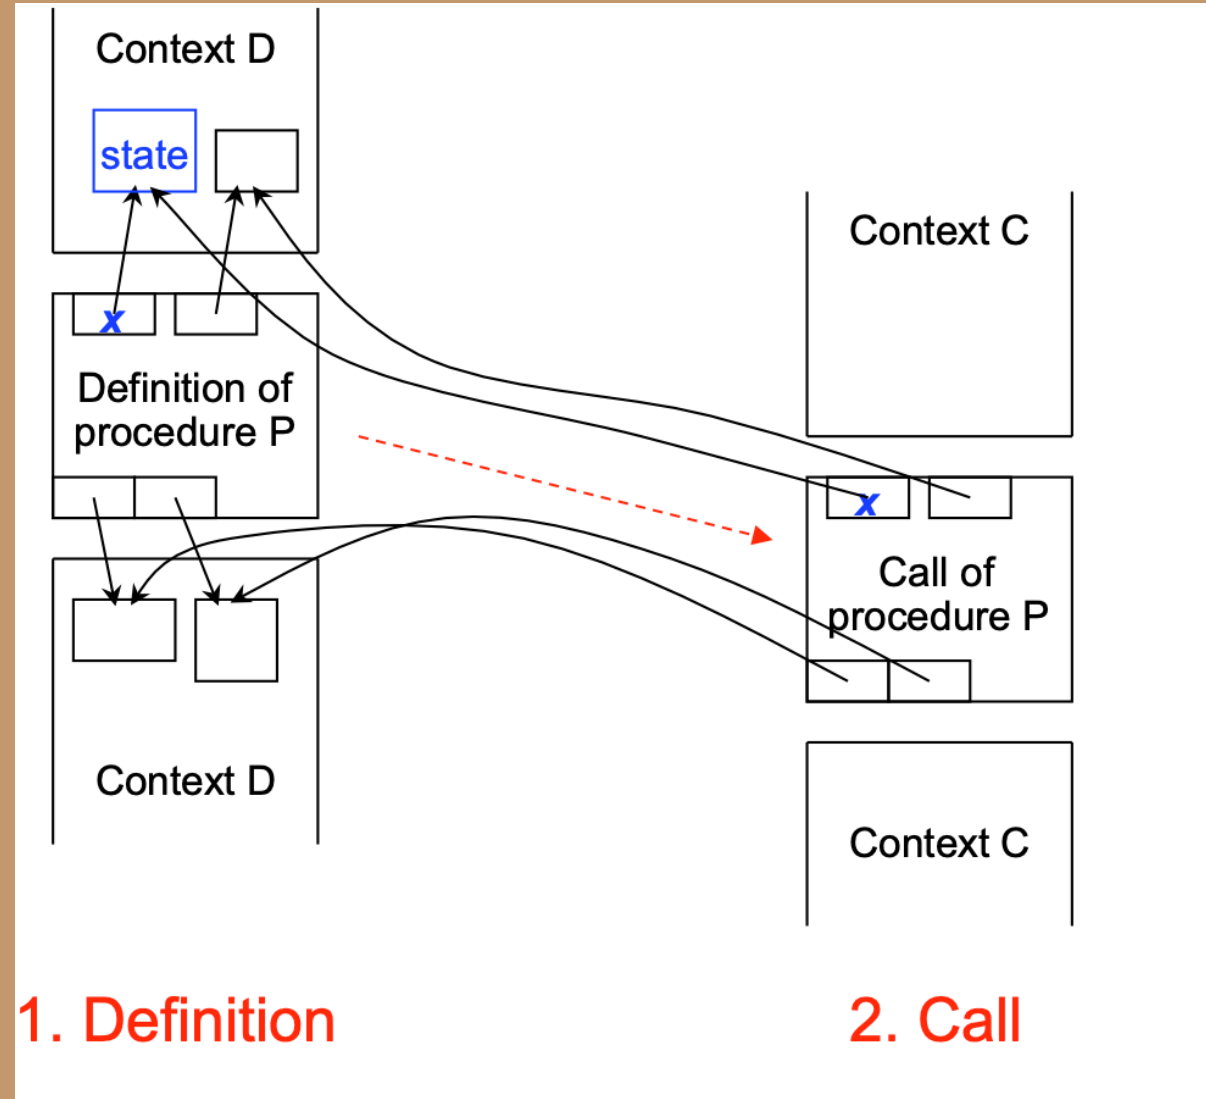 Context D
state
x
Definition of
procedure P
Context D
Context C
x
Call of
procedure P
Context C
1. Definition
2. Call